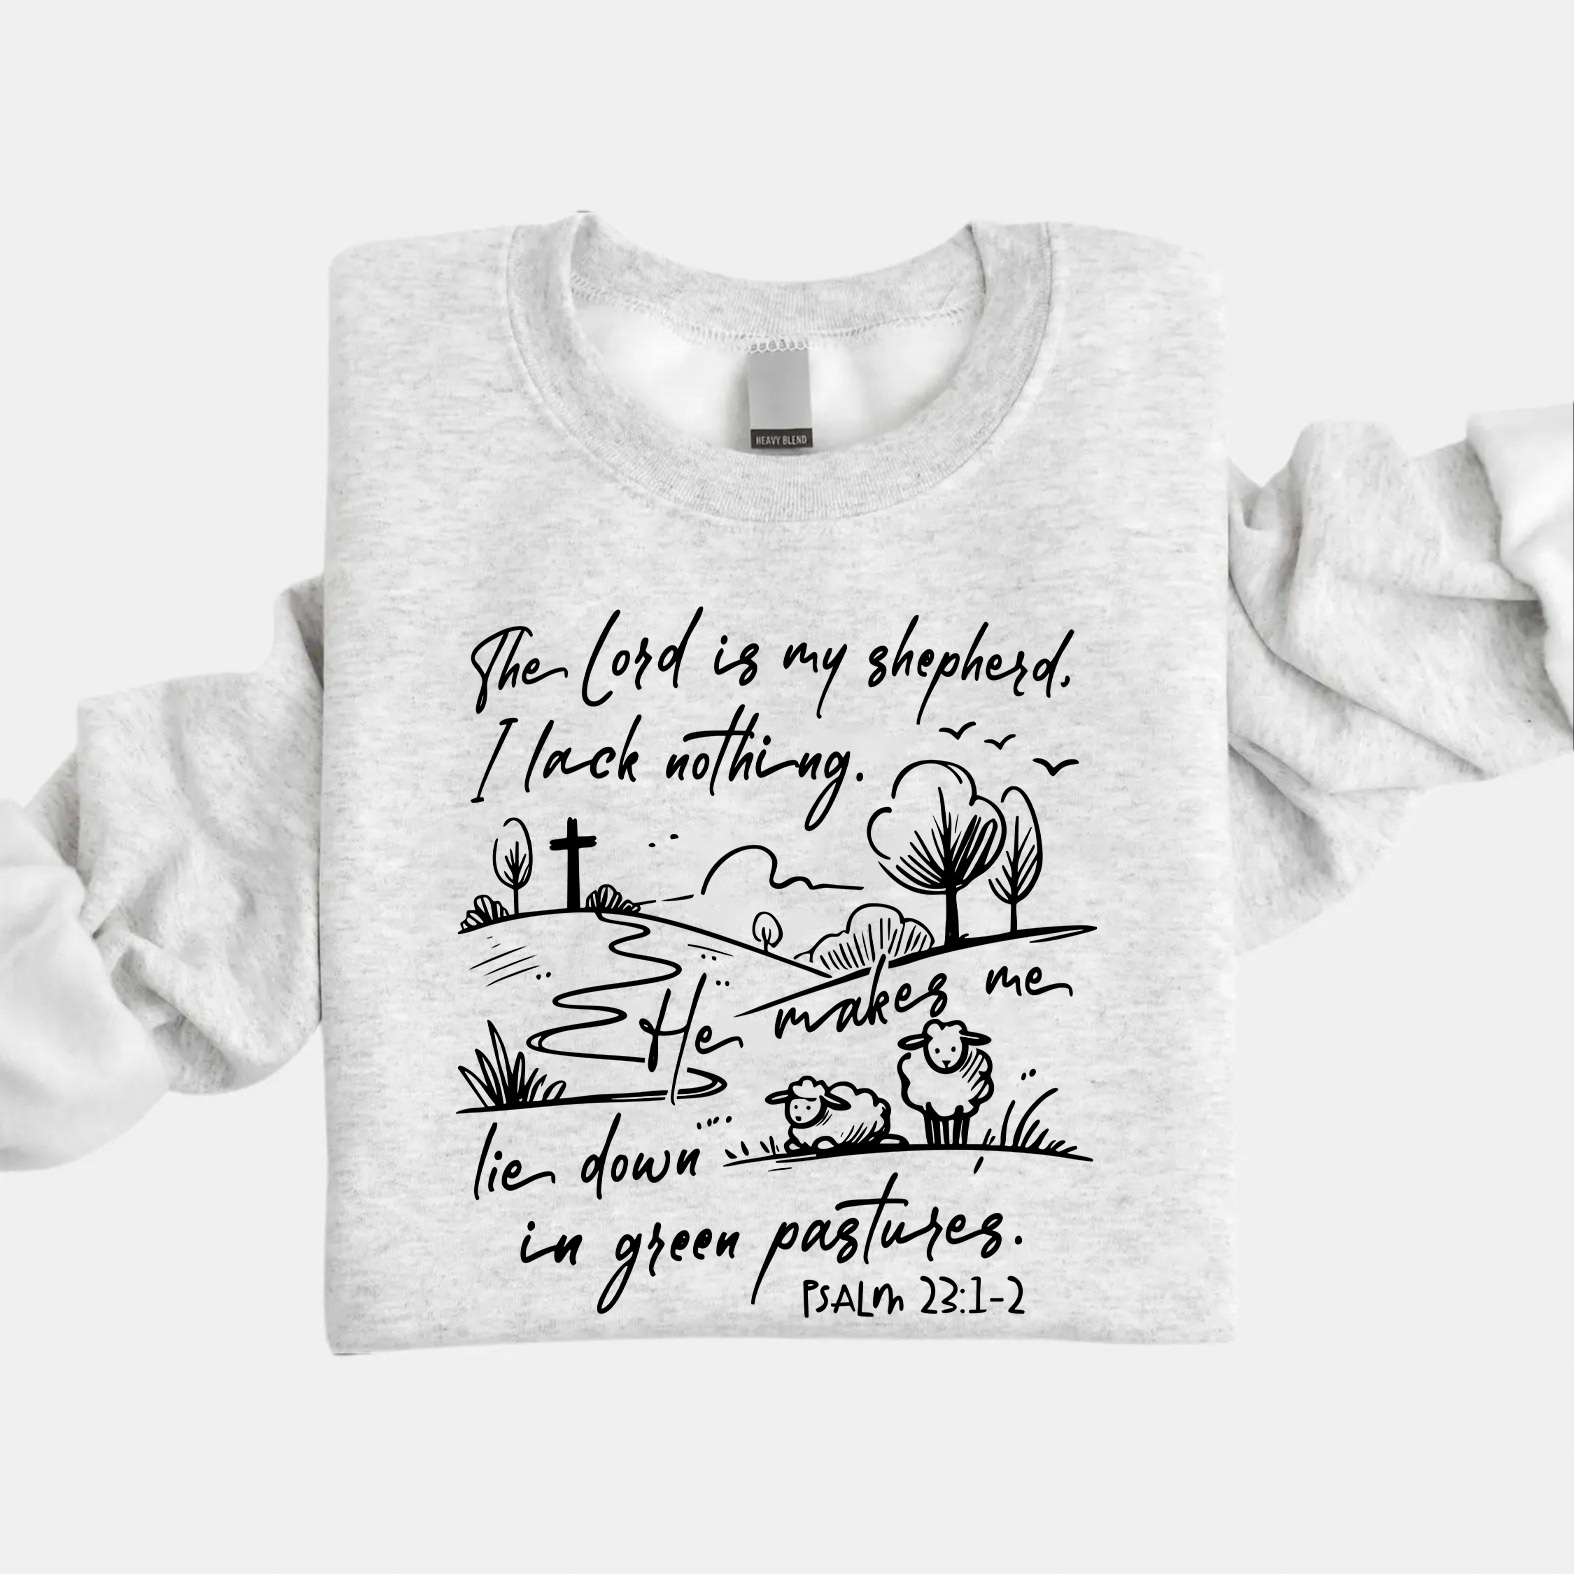 HEAVY BLEND
The Lord is my shepherd,
I lack nothing.
He makes me
lie down
in green pastures.
PSALM 23:1-2